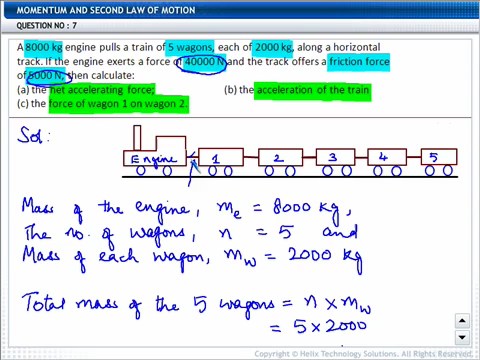 MOMENTUM AND SECOND LAW OF MOTION
QUESTION NO : 7
A 8000 kg engine pulls a train of 5 wagons, each of 2000 kg, along a horizontal
track. If the engine exerts a force of 40000 N and the track offers a friction force
of 5000 N, then calculate:
(a) the net accelerating force; (b) the acceleration of the train
(c) the force of wagon 1 on wagon 2.
Sol:
Engine 1 2 3 4 5
Mass of the engine, me = 8000 kg,
The no. of wagons, n = 5 and
Mass of each wagon, mw = 2000 kg
Total mass of the 5 wagons = n × mw
= 5 × 2000
Copyright © Helix Technology Solutions. All Rights Reserved.